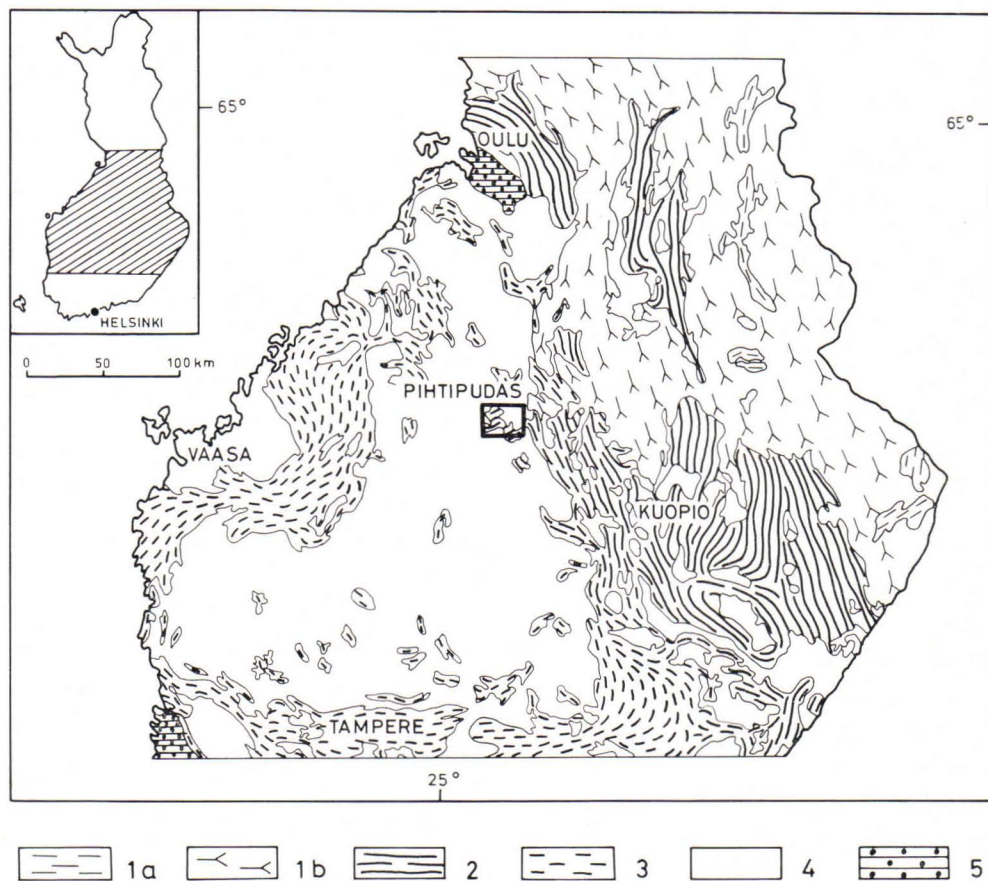 65°
65°
OULU
HELSINKI
0 50 100 km
PIHTIPUDAS
VAASA
KUOPIO
TAMPERE
25°
1a 1b 2 3 4 5